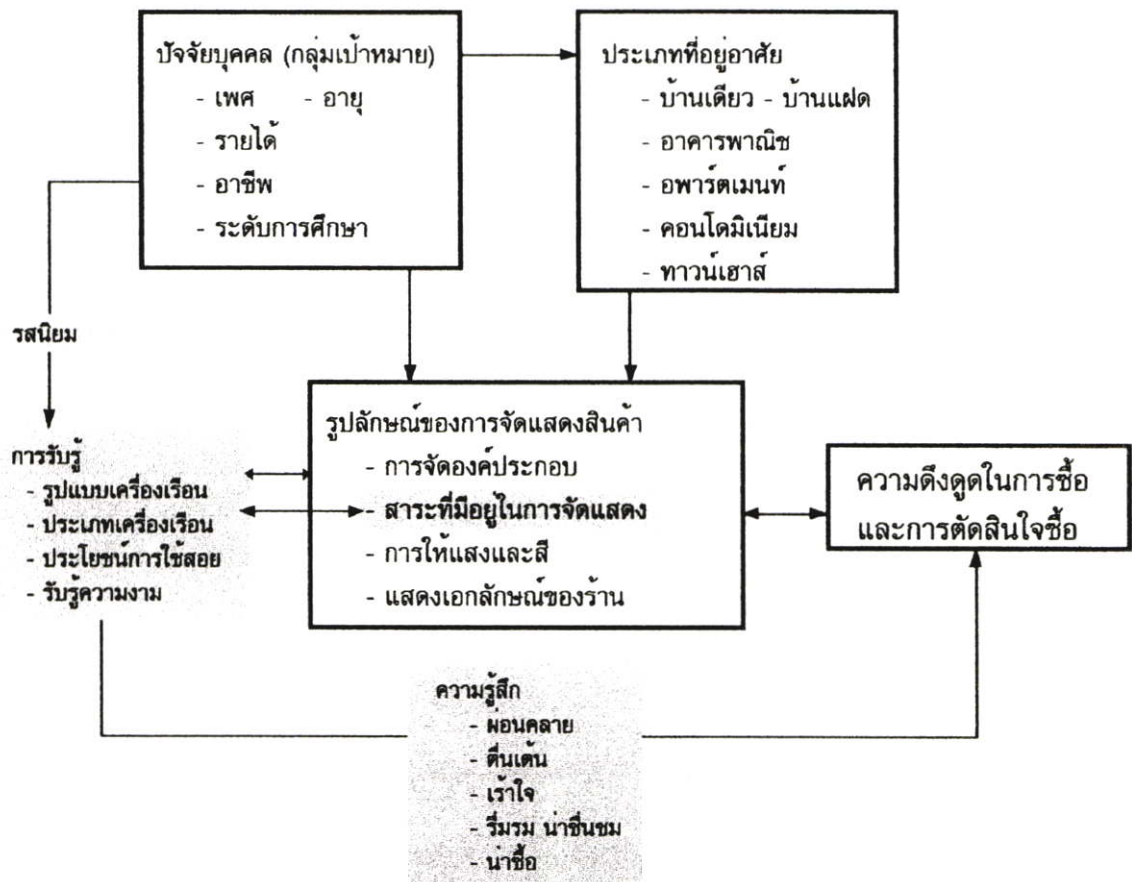 ปัจจัยบุคคล (กลุ่มเป้าหมาย)
- เพศ - อายุ
- รายได้
- อาชีพ
- ระดับการศึกษา
ประเภทที่อยู่อาศัย
- บ้านเดียว - บ้านแฝด
- อาคารพาณิช
- อพาร์ตเมนท์
- คอนโดมิเนียม
- ทาวน์เฮาส์
รสนิยม
การรับรู้
- รูปแบบเครื่องเรือน
- ประเภทเครื่องเรือน
- ประโยชน์การใช้สอย
- รับรู้ความงาม
รูปลักษณ์ของการจัดแสดงสินค้า
- การจัดองค์ประกอบ
- สาระที่มีอยู่ในการจัดแสดง
- การให้แสงและสี
- แสดงเอกลักษณ์ของร้าน
ความดึงดูดในการซื้อ
และการตัดสินใจซื้อ
ความรู้สึก
- ผ่อนคลาย
- ตื่นเต้น
- เร้าใจ
- รื่มรม น่าชื่นชม
- น่าซื้อ